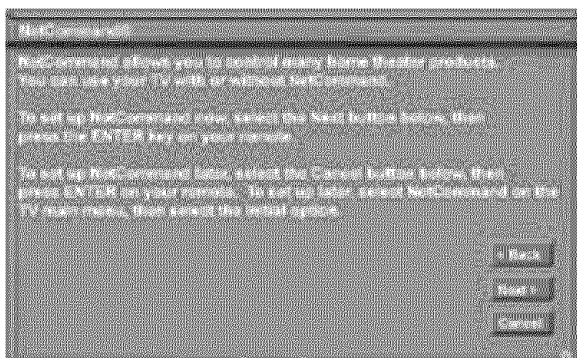 NetCommand®
NetCommand allows you to control many home theater products.
You can use your TV with or without NetCommand.
To set up NetCommand now, select the Next button below, then
press the ENTER key on your remote.
To set up NetCommand later, select the Cancel button below, then
press ENTER on your remote. To set up later, select NetCommand on the
TV main menu, then select the Initial option.
< Back
Next >
Cancel